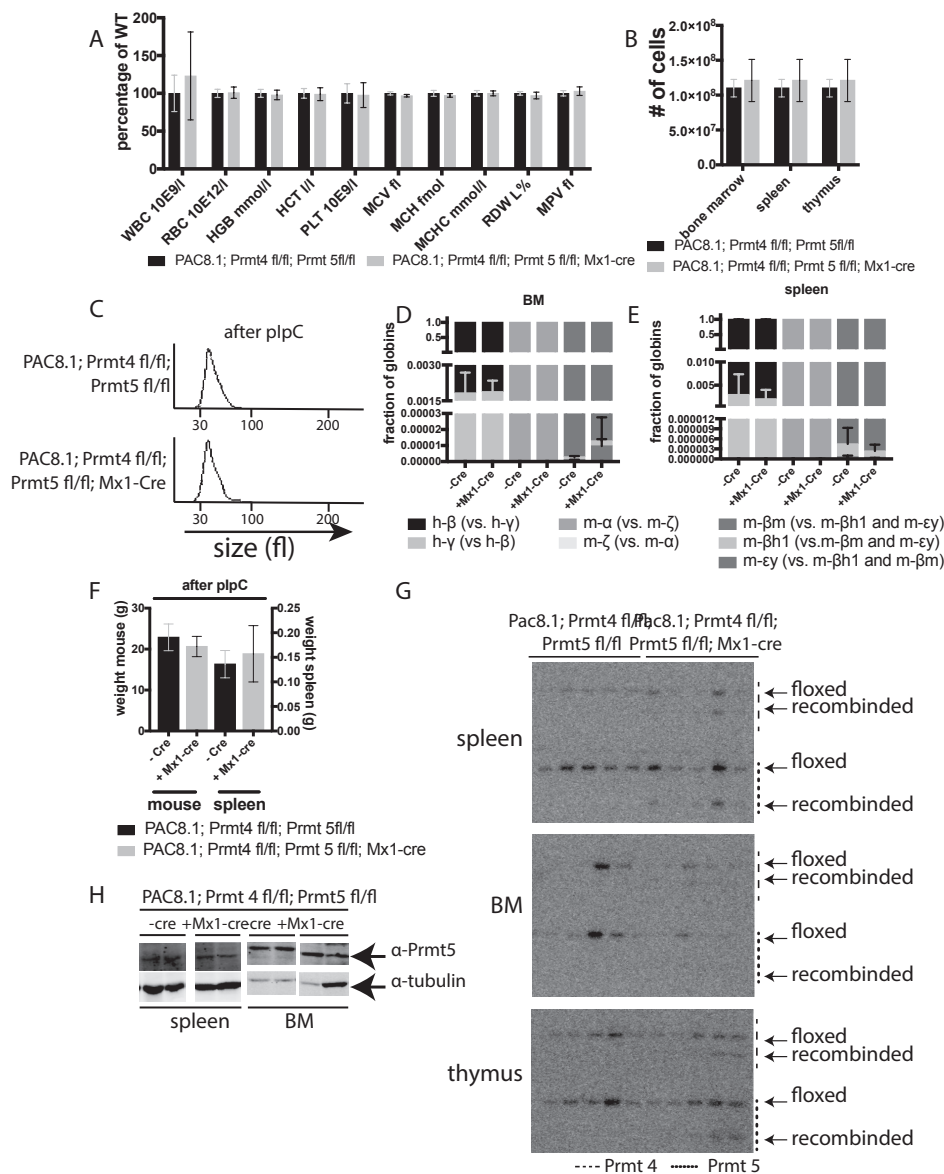 A
percentage of WT
200
150
100
50
0
WBC 10E9/l
RBC 10E12/l
HGB mmol/l
HCT l/l
PLT 10E9/l
MCV fl
MCH fmol
MCHC mmol/l
RDW L%
MPV fl
PAC8.1; Prmt4 fl/fl; Prmt 5fl/fl
PAC8.1; Prmt4 fl/fl; Prmt 5 fl/fl; Mx1-cre
B
# of cells
2.0×10⁸
1.5×10⁸
1.0×10⁸
5.0×10⁷
0.0
bone marrow
spleen
thymus
PAC8.1; Prmt4 fl/fl; Prmt 5fl/fl
PAC8.1; Prmt4 fl/fl; Prmt 5 fl/fl; Mx1-cre
C
after pIpC
PAC8.1; Prmt4 fl/fl;
Prmt5 fl/fl
30 100 200
PAC8.1; Prmt4 fl/fl;
Prmt5 fl/fl; Mx1-Cre
30 100 200
size (fl)
D
BM
fraction of globins
1.0
0.5
0.0030
0.0015
0.00003
0.00002
0.00001
0.00000
-Cre
+Mx1-Cre
-Cre
+Mx1-Cre
-Cre
+Mx1-Cre
E
spleen
fraction of globins
1.0
0.5
0.010
0.005
0.000012
0.000009
0.000006
0.000003
0.000000
-Cre
+Mx1-Cre
-Cre
+Mx1-Cre
-Cre
+Mx1-Cre
h-β (vs. h-γ)
h-γ (vs h-β)
m-α (vs. m-ζ)
m-ζ (vs. m-α)
m-βm (vs. m-βh1 and m-εy)
m-βh1 (vs.m-βm and m-εy)
m-εy (vs. m-βh1 and m-βm)
F
after pIpC
weight mouse (g)
30
20
10
0
weight spleen (g)
0.25
0.20
0.15
0.10
0.05
0.00
- Cre
+ Mx1-cre
- Cre
+ Mx1-cre
mouse
spleen
PAC8.1; Prmt4 fl/fl; Prmt 5fl/fl
PAC8.1; Prmt4 fl/fl; Prmt 5 fl/fl; Mx1-cre
G
Pac8.1; Prmt4 fl/fl;
Prmt5 fl/fl
Pac8.1; Prmt4 fl/fl;
Prmt5 fl/fl; Mx1-cre
spleen
floxed
recombinded
floxed
recombinded
BM
floxed
recombinded
floxed
recombinded
thymus
floxed
recombinded
floxed
recombinded
Prmt 4
Prmt 5
H
PAC8.1; Prmt 4 fl/fl; Prmt5 fl/fl
-cre +Mx1-crecre +Mx1-cre
α-Prmt5
α-tubulin
spleen
BM